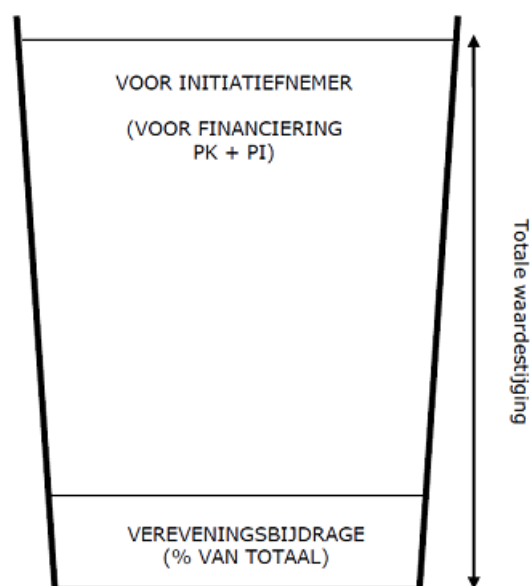 VOOR INITIATIEFNEMER
(VOOR FINANCIERING
PK + PI)
Totale waardestijging
VEREVENINGSBIJDRAGE
(% VAN TOTAAL)